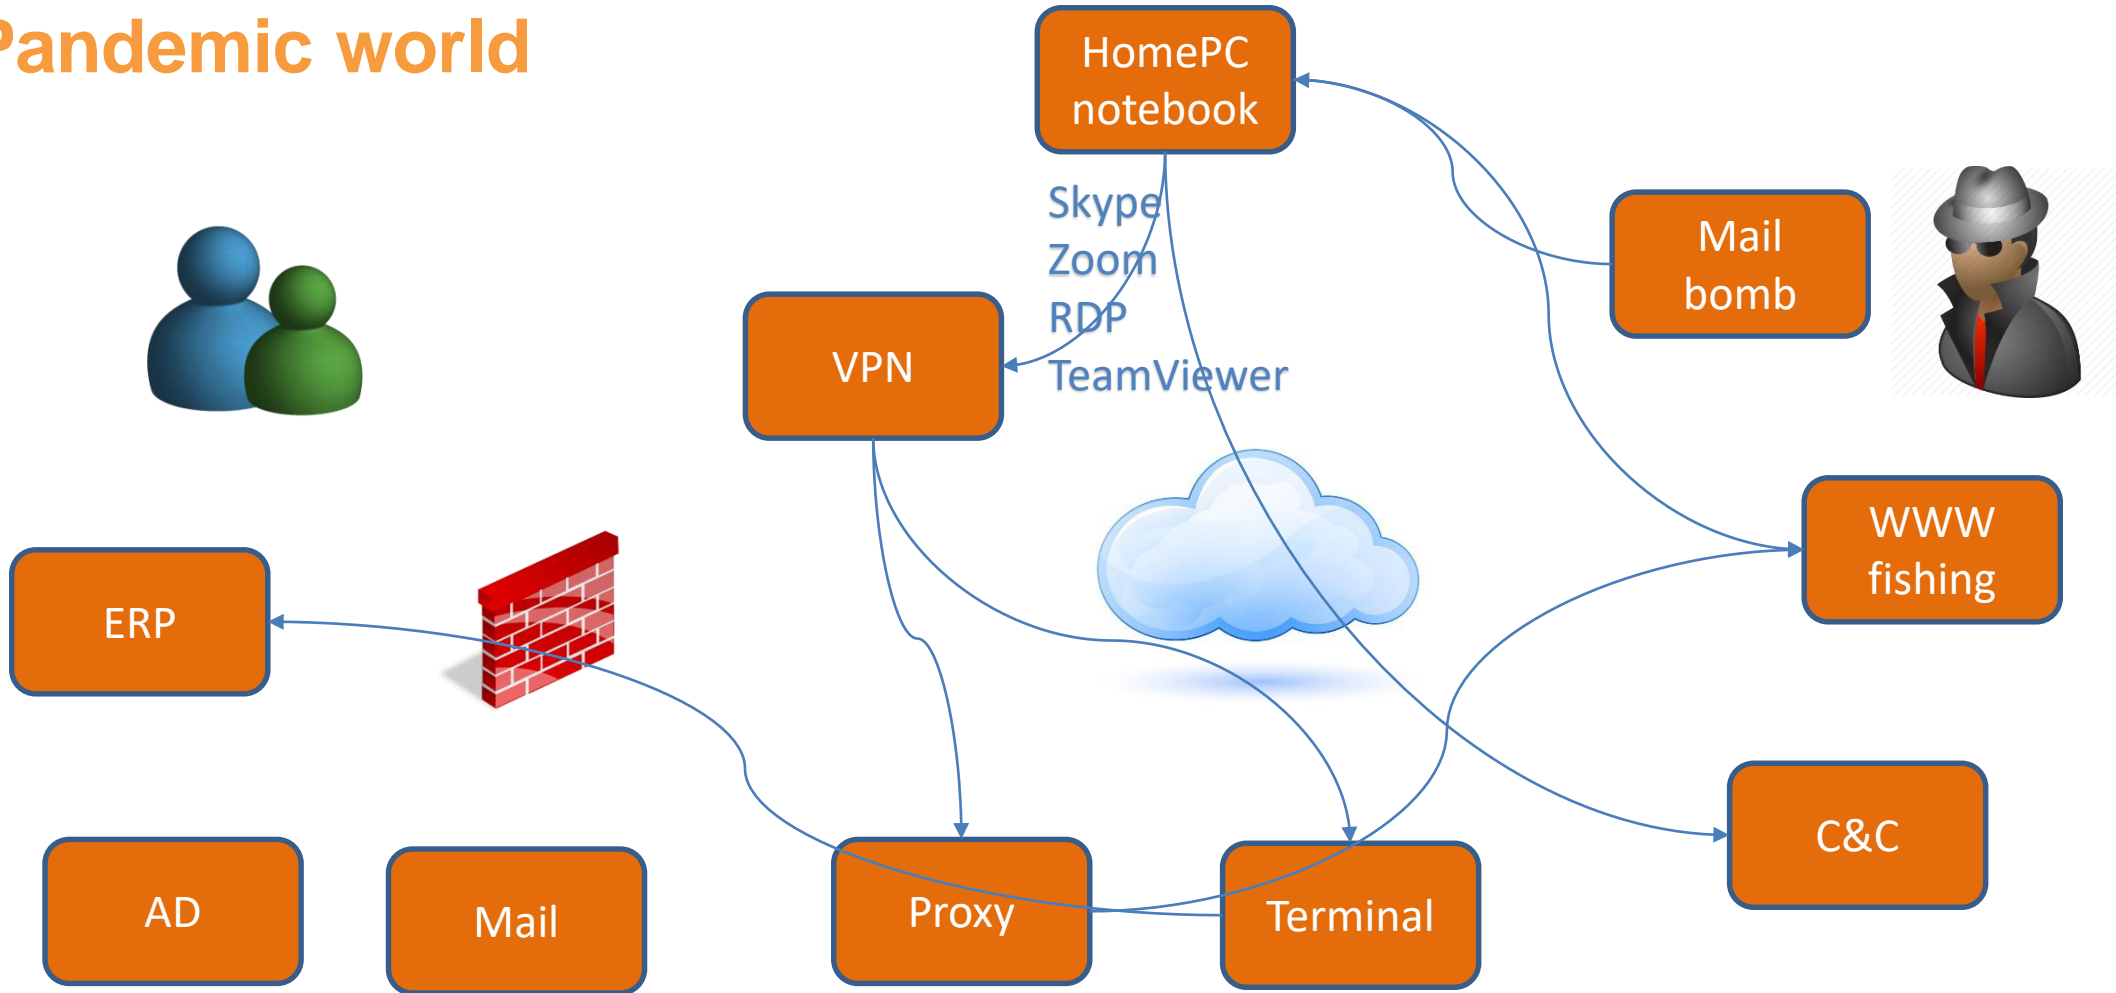 Pandemic world
HomePC
notebook
Skype
Zoom
RDP
TeamViewer
Mail
bomb
VPN
WWW
fishing
ERP
C&C
AD
Mail
Proxy
Terminal